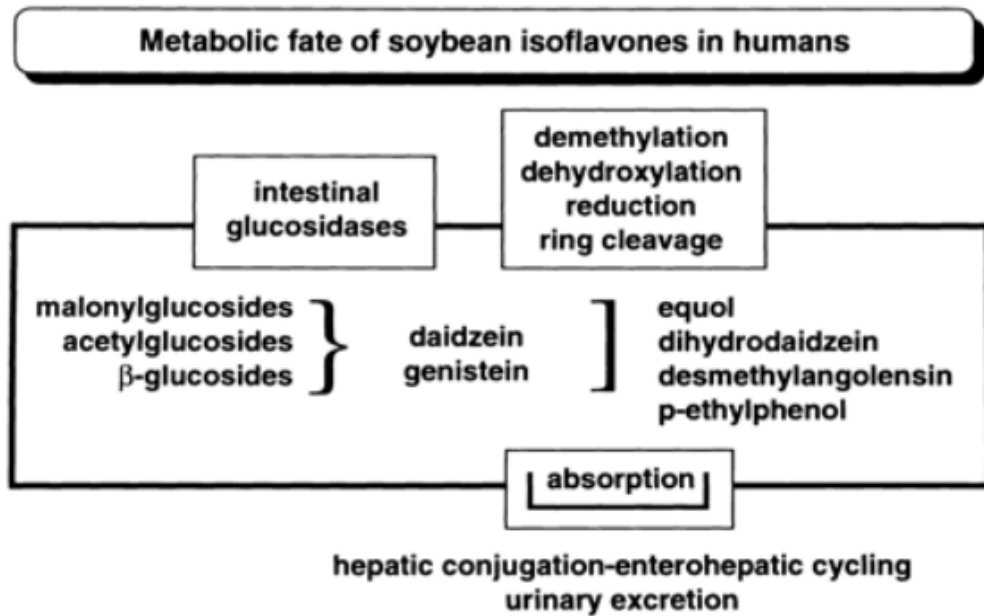 Metabolic fate of soybean isoflavones in humans
intestinal
glucosidases
demethylation
dehydroxylation
reduction
ring cleavage
malonylglucosides
acetylglucosides
β-glucosides
daidzein
genistein
equol
dihydrodaidzein
desmethylangolensin
p-ethylphenol
absorption
hepatic conjugation-enterohepatic cycling
urinary excretion